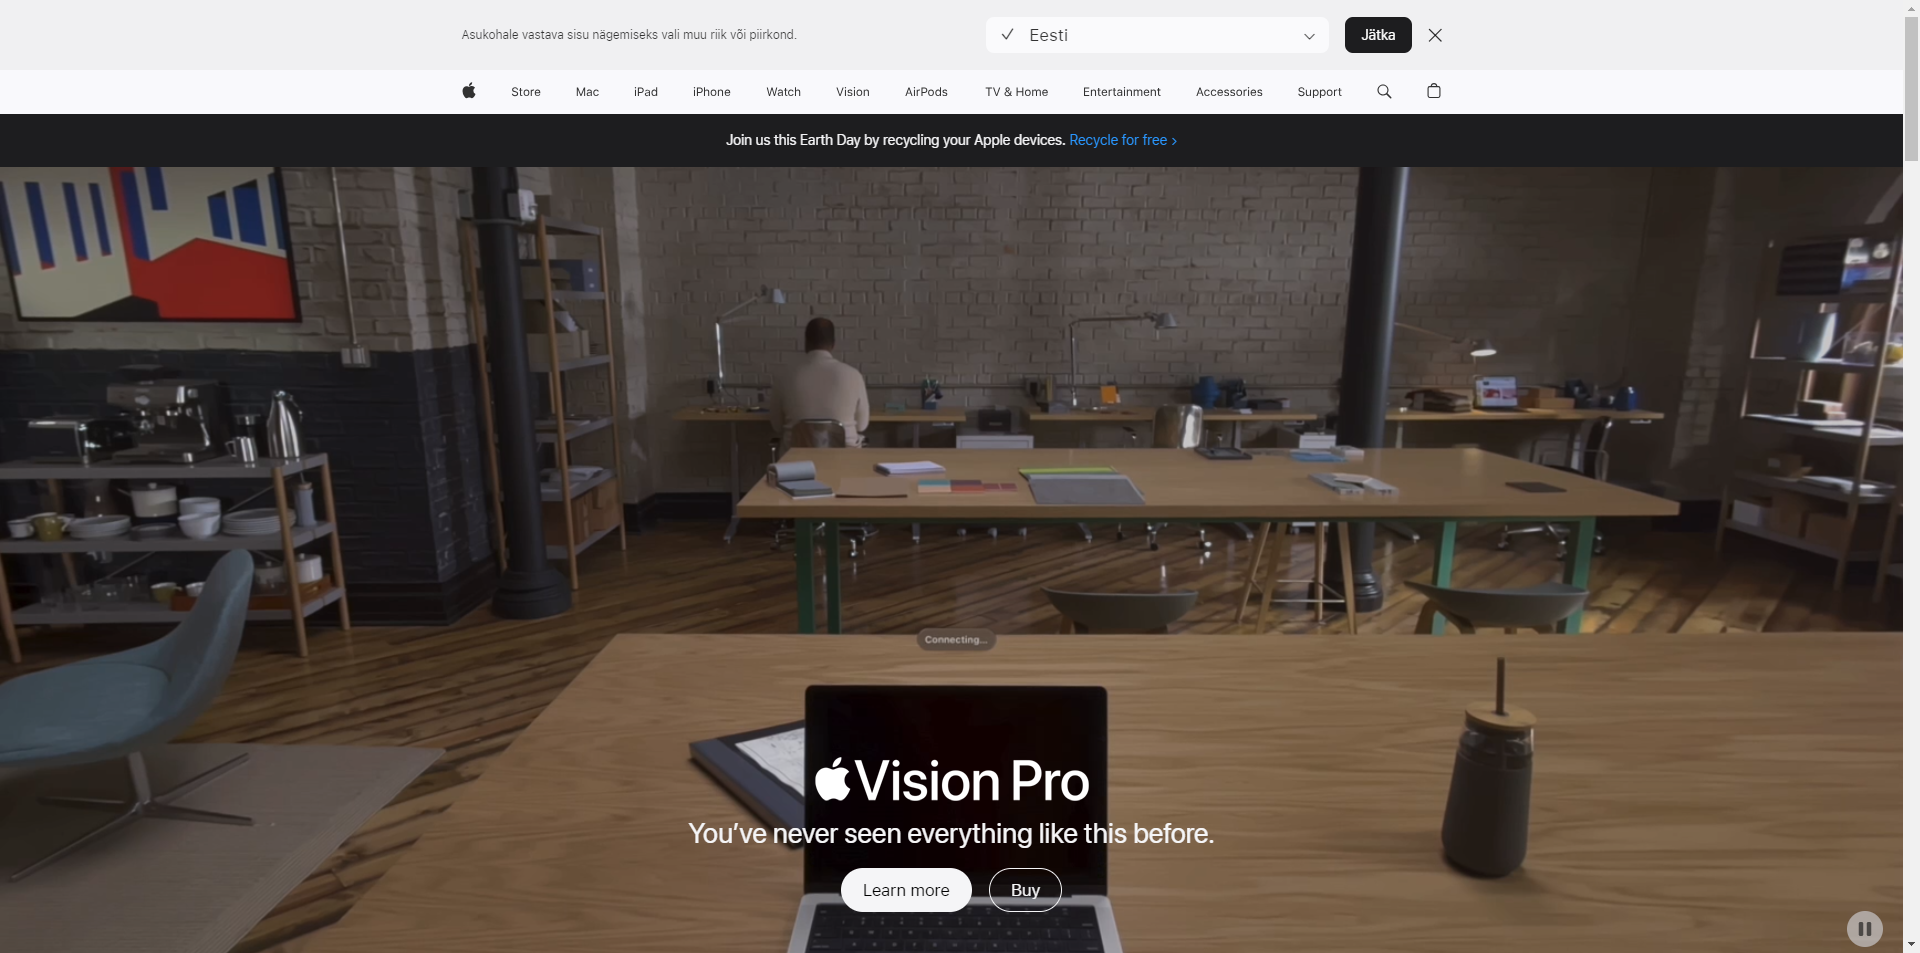 Asukohale vastava sisu nägemiseks vali muu riik või piirkond.
Eesti
Jätka
Store Mac iPad iPhone Watch Vision AirPods TV & Home Entertainment Accessories Support
Join us this Earth Day by recycling your Apple devices. Recycle for free >
Connecting...
Vision Pro
You’ve never seen everything like this before.
Learn more Buy